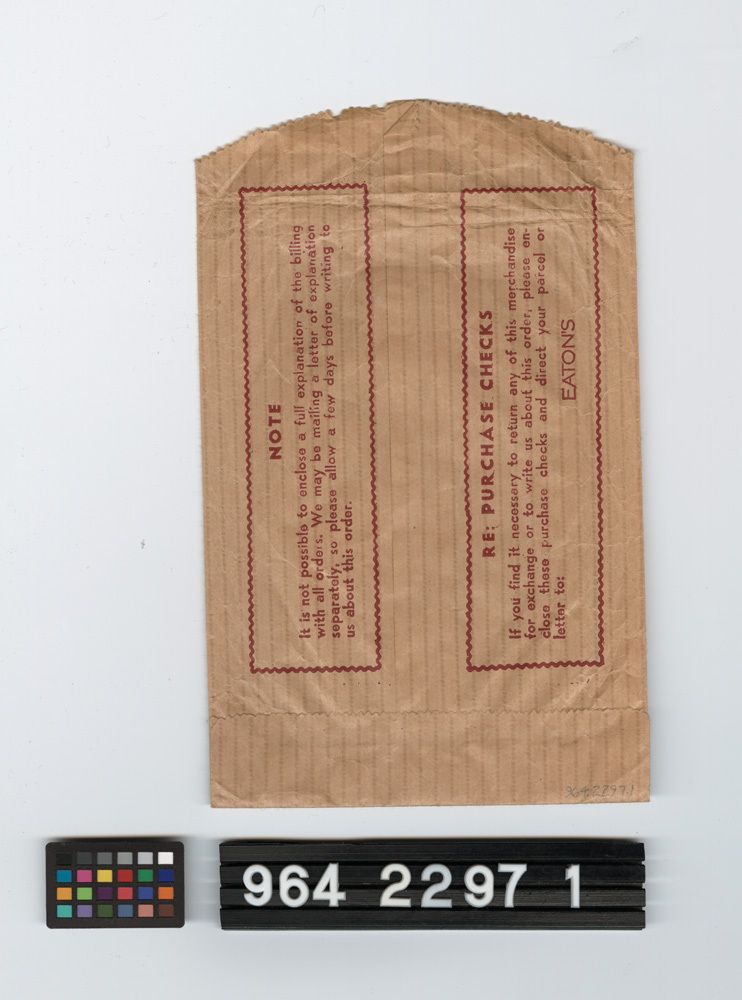 NOTE
It is not possible to enclose a full explanation of the billing
with all orders. We may be mailing a letter of explanation
separately, so please allow a few days before writing to
us about this order.
RE: PURCHASE CHECKS
If you find it necessary to return any of this merchandise
for exchange or to write us about this order, please en-
close these purchase checks and direct your parcel or
letter to:
EATON'S
964.2297.1
964 2297 1